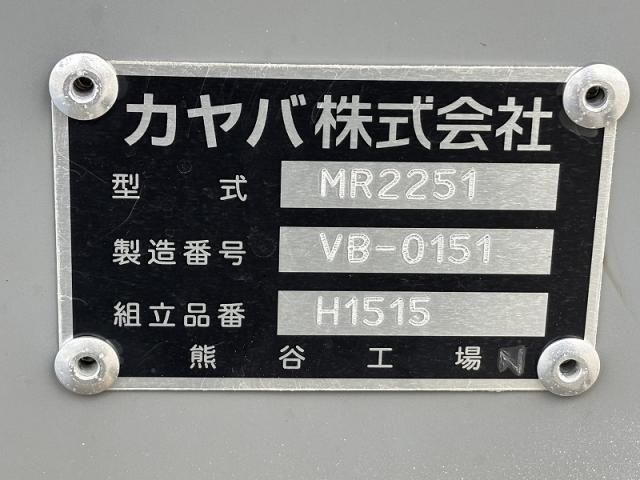 カヤバ株式会社
型式 MR2251
製造番号 VB-0151
組立品番 H1515
熊谷工場 N